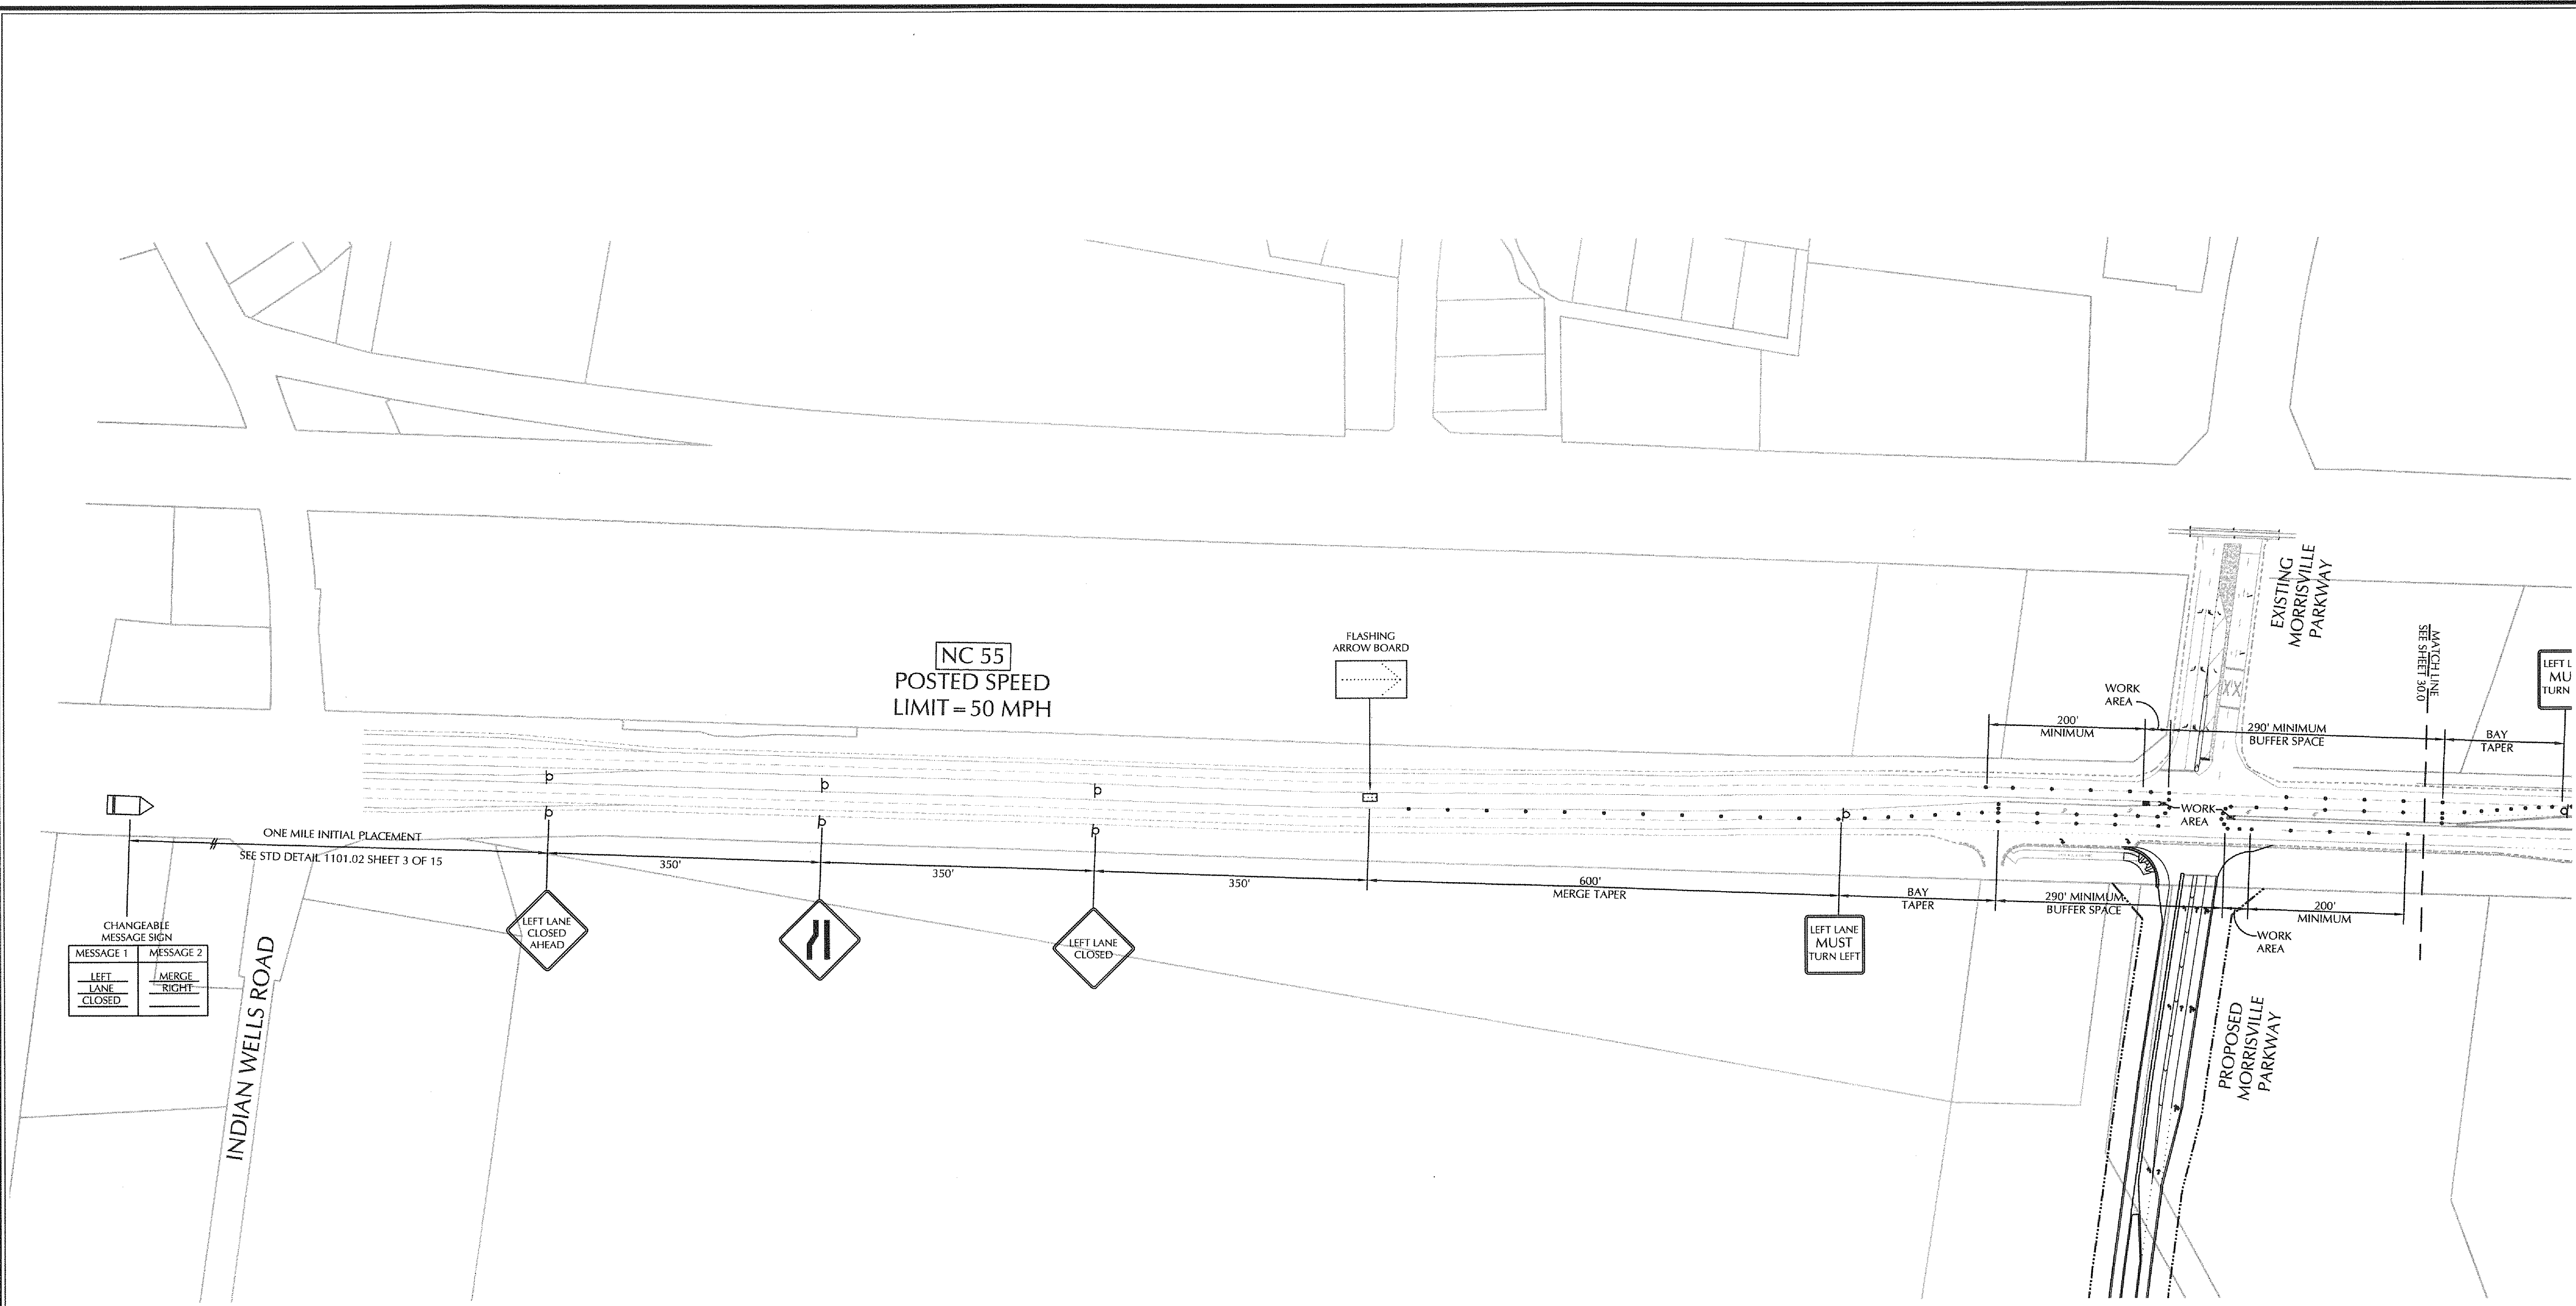 NC 55
POSTED SPEED
LIMIT = 50 MPH
FLASHING
ARROW BOARD
EXISTING
MORRISVILLE
PARKWAY
MATCH LINE
SEE SHEET 30.0
LEFT L
MU
TURN
WORK
AREA
200'
MINIMUM
290' MINIMUM
BUFFER SPACE
BAY
TAPER
WORK
AREA
ONE MILE INITIAL PLACEMENT
SEE STD DETAIL 1101.02 SHEET 3 OF 15
350'
350'
350'
600'
MERGE TAPER
BAY
TAPER
290' MINIMUM
BUFFER SPACE
200'
MINIMUM
WORK
AREA
CHANGEABLE
MESSAGE SIGN
MESSAGE 1 MESSAGE 2
LEFT MERGE
LANE RIGHT
CLOSED
INDIAN WELLS ROAD
LEFT LANE
CLOSED
AHEAD
LEFT LANE
CLOSED
LEFT LANE
MUST
TURN LEFT
PROPOSED
MORRISVILLE
PARKWAY